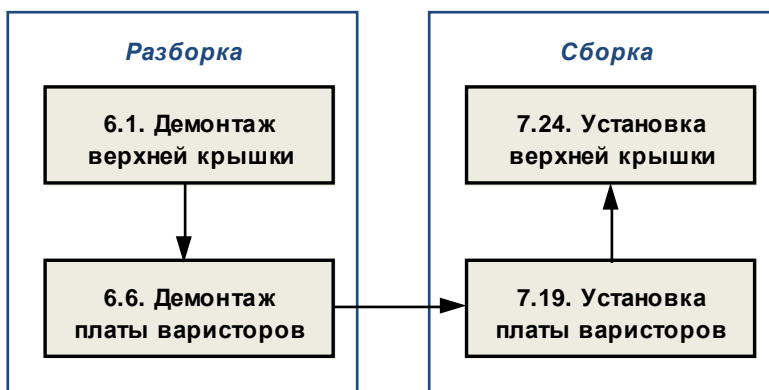 Разборка
6.1. Демонтаж
верхней крышки
6.6. Демонтаж
платы варисторов
Сборка
7.24. Установка
верхней крышки
7.19. Установка
платы варисторов